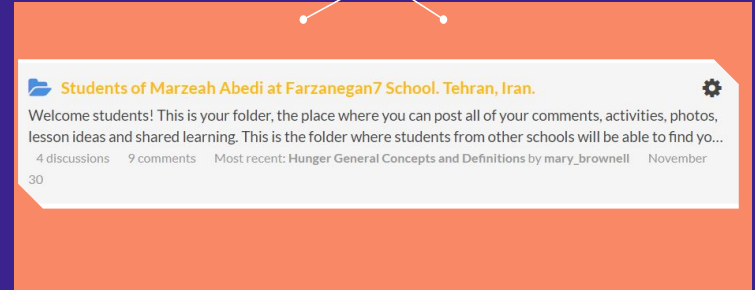 Students of Marzeah Abedi at Farzanegan7 School. Tehran, Iran.
Welcome students! This is your folder, the place where you can post all of your comments, activities, photos,
lesson ideas and shared learning. This is the folder where students from other schools will be able to find yo...
4 discussions 9 comments Most recent: Hunger General Concepts and Definitions by mary_brownell November
30